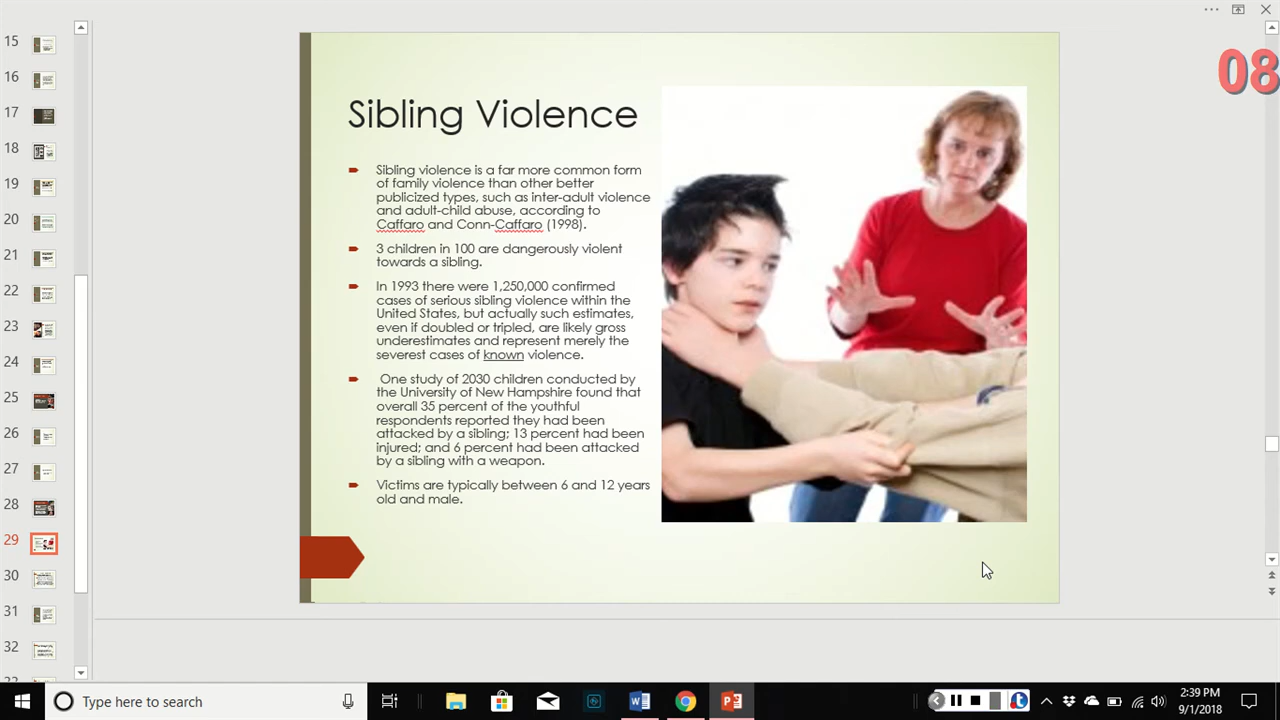 08
15
16
17
18
19
20
21
22
23
24
25
26
27
28
29
30
31
32
Sibling Violence
Sibling violence is a far more common form
of family violence than other better
publicized types, such as inter-adult violence
and adult-child abuse, according to
Caffaro and Conn-Caffaro (1998).
3 children in 100 are dangerously violent
towards a sibling.
In 1993 there were 1,250,000 confirmed
cases of serious sibling violence within the
United States, but actually such estimates,
even if doubled or tripled, are likely gross
underestimates and represent merely the
severest cases of known violence.
One study of 2030 children conducted by
the University of New Hampshire found that
overall 35 percent of the youthful
respondents reported they had been
attacked by a sibling; 13 percent had been
injured; and 6 percent had been attacked
by a sibling with a weapon.
Victims are typically between 6 and 12 years
old and male.
Type here to search
2:39 PM
9/1/2018